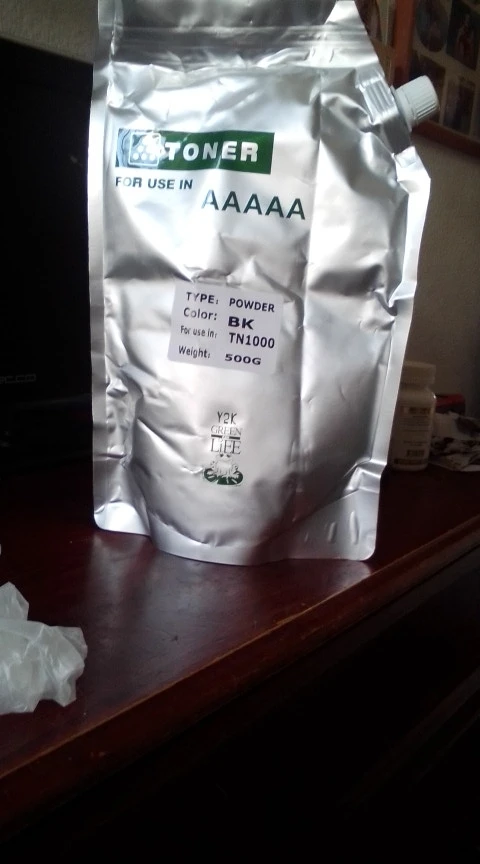 TONER
FOR USE IN
AAAAA
TYPE: POWDER
Color: BK
For use in: TN1000
Weight: 500G
Y2K
GREEN
LIFE